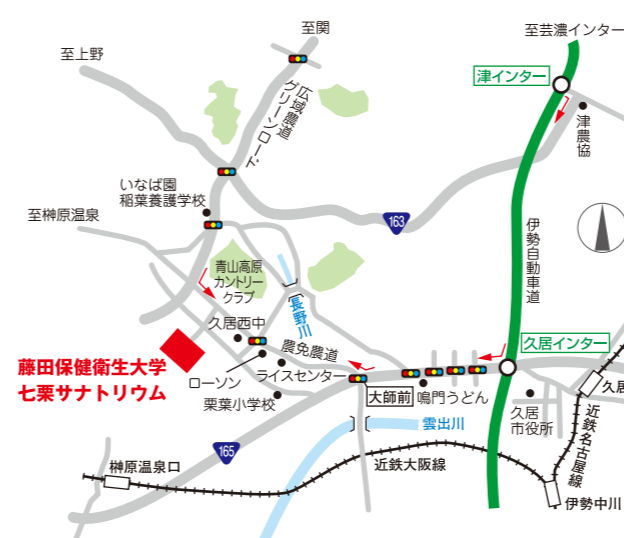 至関
至芸濃インター
至上野
津インター
広域農道
グリーンロード
津農協
いなば園
稲葉養護学校
至榊原温泉
163
伊勢自動車道
青山高原
カントリー
クラブ
長野川
久居西中
農免農道
久居インター
藤田保健衛生大学
七栗サナトリウム
ローソン
ライスセンター
大師前
鳴門うどん
栗葉小学校
久居
市役所
久居
近鉄名古屋線
雲出川
165
榊原温泉口
近鉄大阪線
伊勢中川